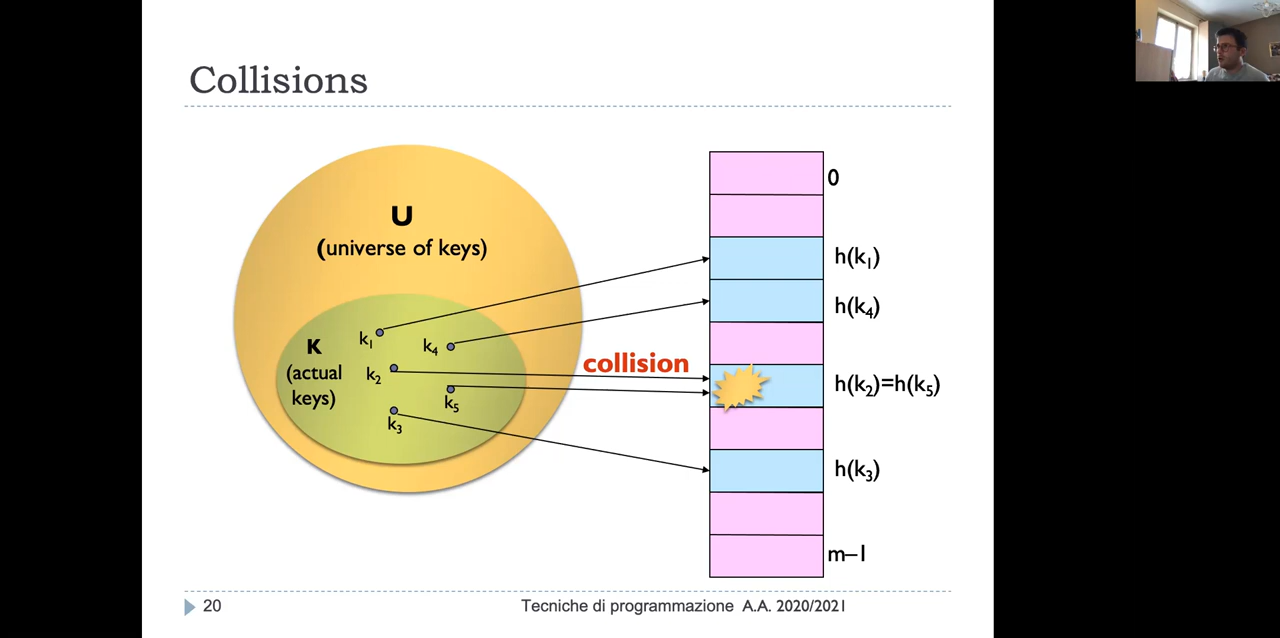 Collisions
U
(universe of keys)
K
(actual
keys)
k₁
k₄
k₂
k₅
k₃
collision
0
h(k₁)
h(k₄)
h(k₂)=h(k₅)
h(k₃)
m–1
20
Tecniche di programmazione A.A. 2020/2021